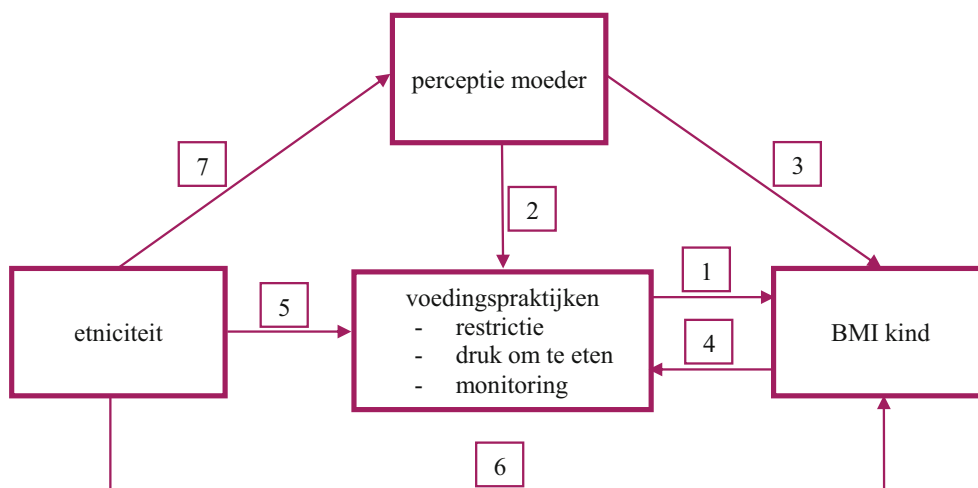 perceptie moeder
7
3
2
etniciteit
5
voedingspraktijken
- restrictie
- druk om te eten
- monitoring
1
4
BMI kind
6